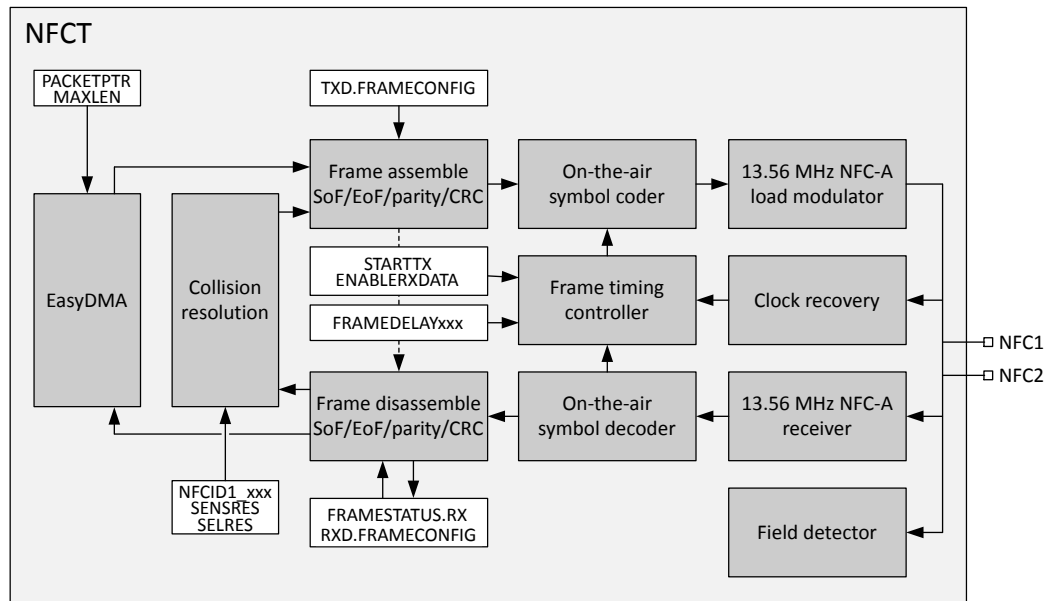 NFCT
PACKETPTR
MAXLEN
TXD.FRAMECONFIG
Frame assemble
SoF/EoF/parity/CRC
On-the-air
symbol coder
13.56 MHz NFC-A
load modulator
EasyDMA
Collision
resolution
STARTTX
ENABLERXDATA
Frame timing
controller
Clock recovery
FRAMEDELAYxxx
NFC1
NFC2
Frame disassemble
SoF/EoF/parity/CRC
On-the-air
symbol decoder
13.56 MHz NFC-A
receiver
NFCID1_xxx
SENSRES
SELRES
FRAMESTATUS.RX
RXD.FRAMECONFIG
Field detector